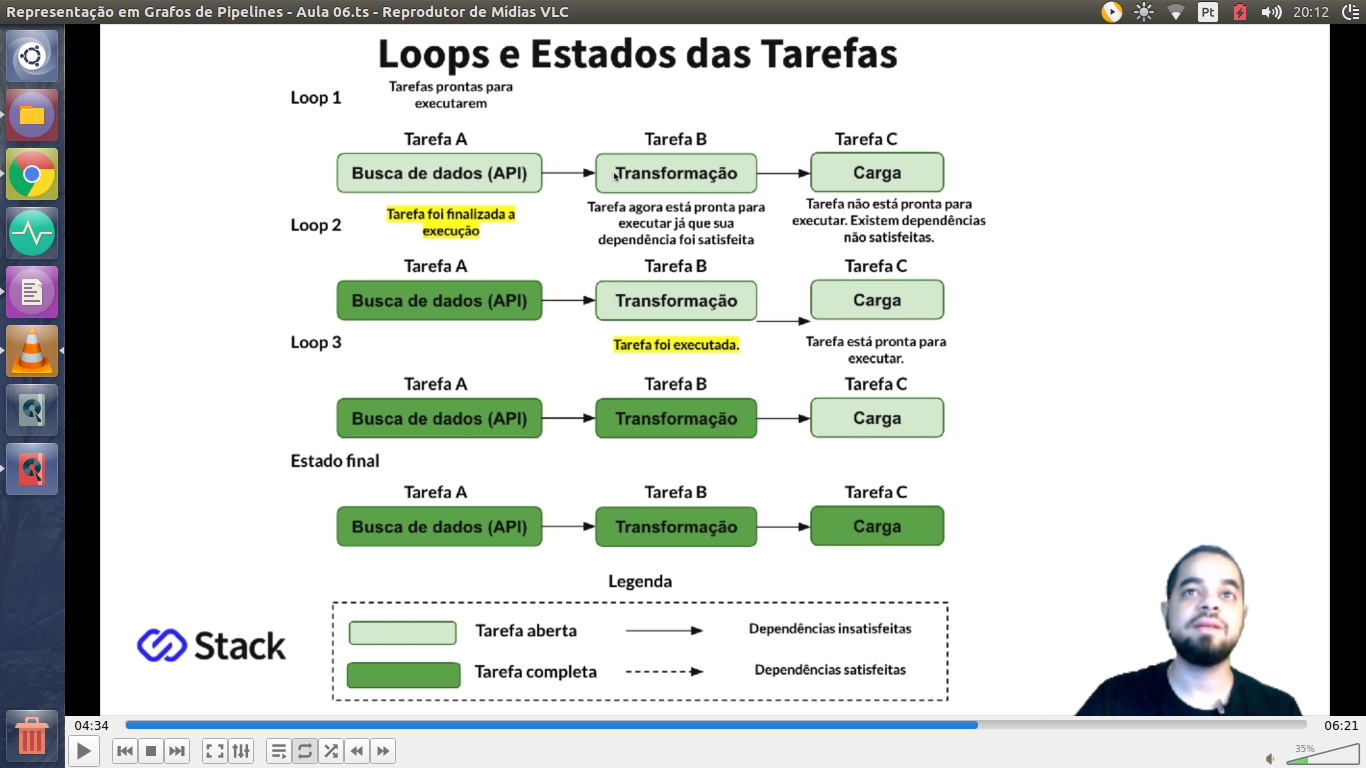 Representação em Grafos de Pipelines - Aula 06.ts - Reprodutor de Mídias VLC
Pt
20:12
Loops e Estados das Tarefas
Loop 1
Tarefas prontas para
executarem
Tarefa A
Tarefa B
Tarefa C
Busca de dados (API)
Transformação
Carga
Loop 2
Tarefa foi finalizada a
execução
Tarefa agora está pronta para
executar já que sua
dependência foi satisfeita
Tarefa não está pronta para
executar. Existem dependências
não satisfeitas.
Tarefa A
Tarefa B
Tarefa C
Busca de dados (API)
Transformação
Carga
Loop 3
Tarefa foi executada.
Tarefa está pronta para
executar.
Tarefa A
Tarefa B
Tarefa C
Busca de dados (API)
Transformação
Carga
Estado final
Tarefa A
Tarefa B
Tarefa C
Busca de dados (API)
Transformação
Carga
Legenda
Tarefa aberta
Dependências insatisfeitas
Tarefa completa
Dependências satisfeitas
Stack
04:34
06:21
35%